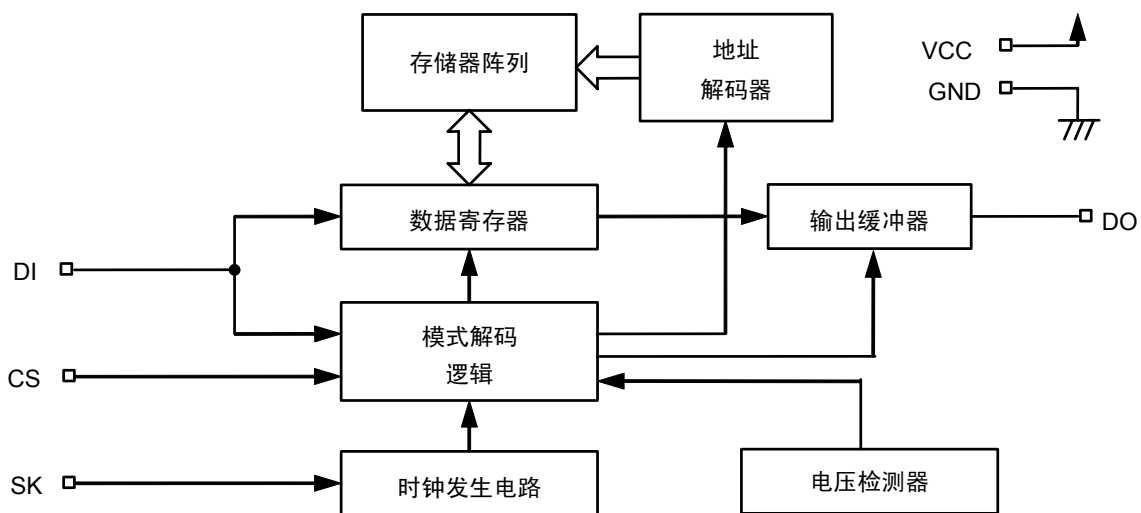 存储器阵列
地址
解码器
VCC
GND
数据寄存器
输出缓冲器
DO
DI
模式解码
逻辑
CS
SK
时钟发生电路
电压检测器